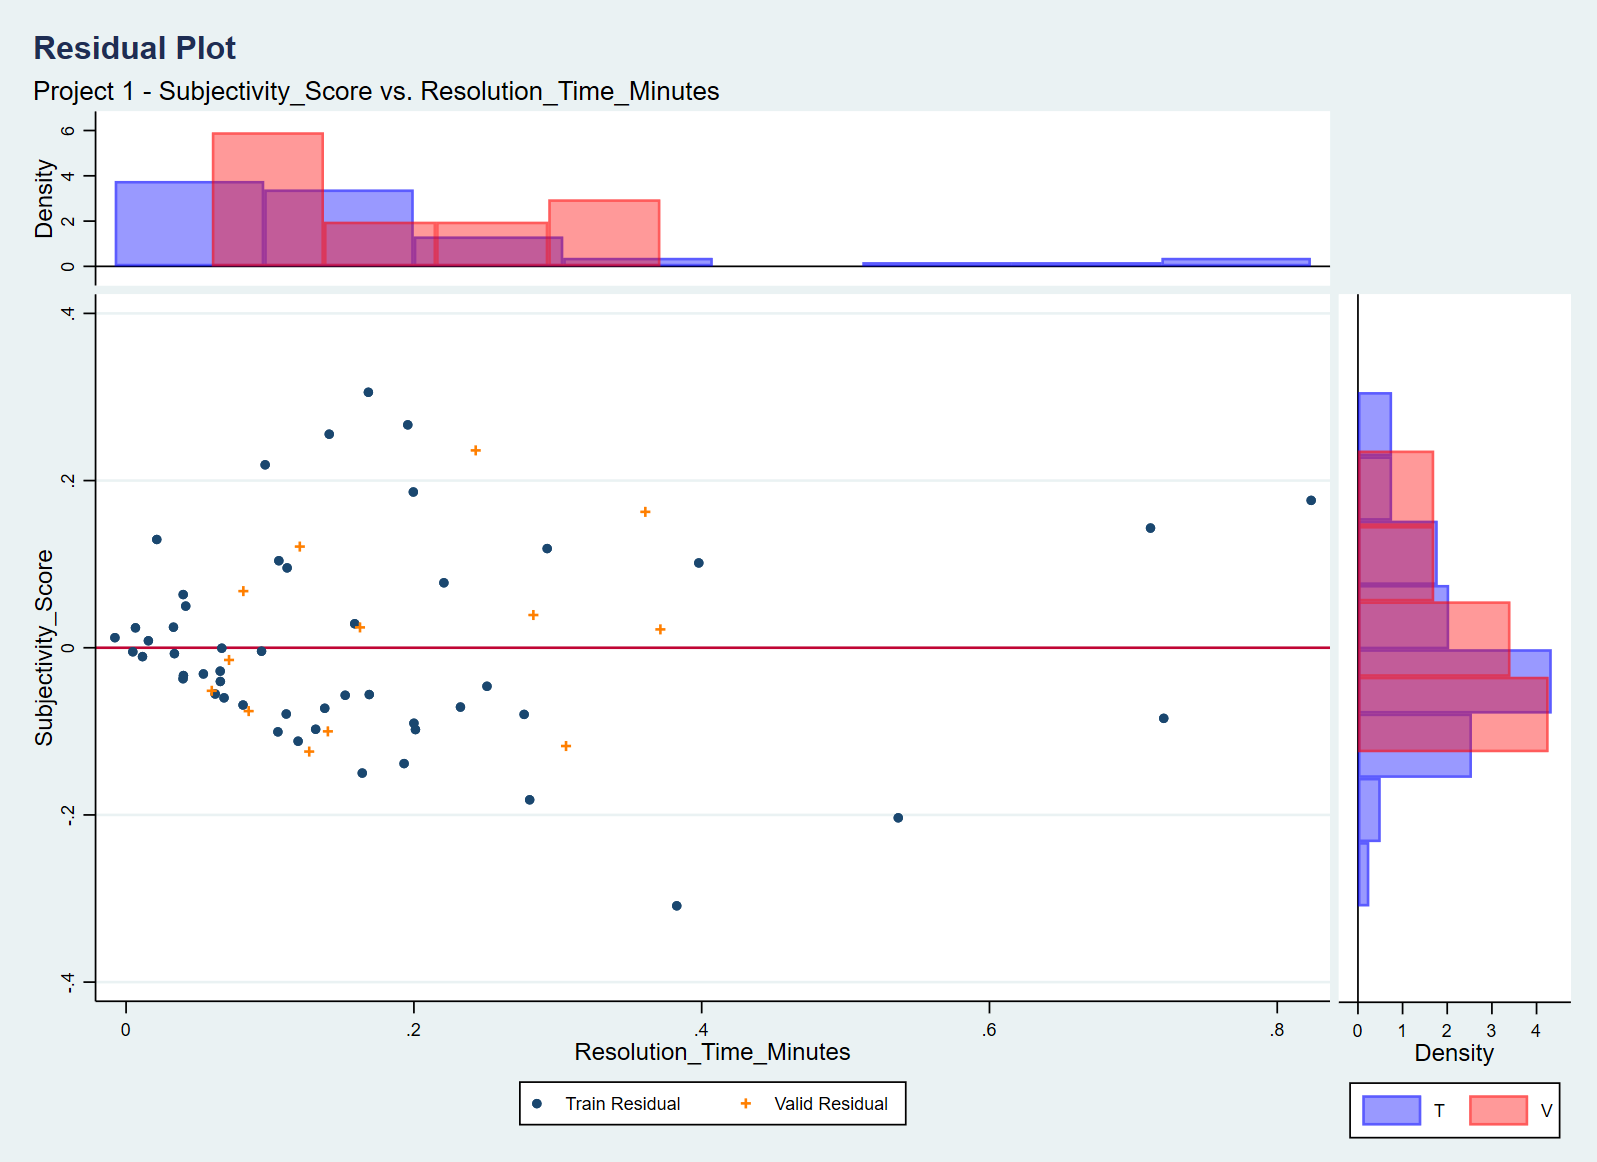 Residual Plot
Project 1 - Subjectivity_Score vs. Resolution_Time_Minutes
Density
6
4
2
0
Subjectivity_Score
.4
.2
0
-.2
-.4
0 .2 .4 .6 .8
Resolution_Time_Minutes
0 1 2 3 4
Density
Train Residual Valid Residual
T V